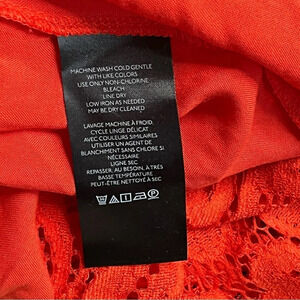 MACHINE WASH COLD GENTLE
WITH LIKE COLORS
USE ONLY NON-CHLORINE
BLEACH
LINE DRY
LOW IRON AS NEEDED
MAY BE DRY CLEANED
LAVAGE MACHINE À FROID,
CYCLE LINGE DÉLICAT
AVEC COULEURS SIMILAIRES
UTILISER UN AGENT DE
BLANCHIMENT SANS CHLORE SI
NÉCESSAIRE
LIGNE SEC
REPASSER AU BESOIN, À TRÈS
BASSE TEMPÉRATURE
PEUT-ÊTRE NETTOYÉ À SEC